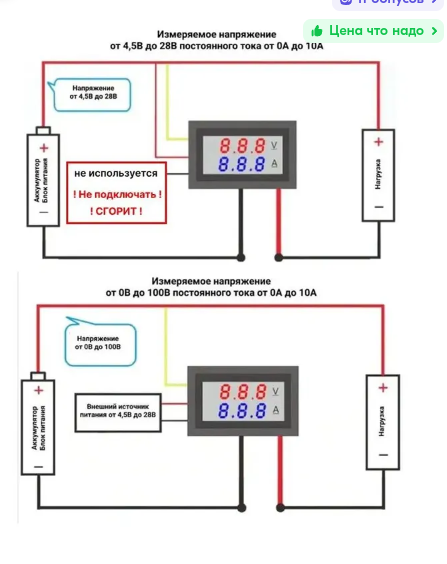 11 бонусов
Цена что надо
Измеряемое напряжение
от 4,5В до 28В постоянного тока от 0А до 10А
Напряжение
от 4,5В до 28В
Аккумулятор
Блок питания
+
−
8.8.8 V
8.8.8 A
не используется
! Не подключать !
! СГОРИТ !
+
Нагрузка
−
Измеряемое напряжение
от 0В до 100В постоянного тока от 0А до 10А
Напряжение
от 0В до 100В
+
Аккумулятор
Блок питания
−
Внешний источник
питания от 4,5В до 28В
8.8.8 V
8.8.8 A
+
Нагрузка
−